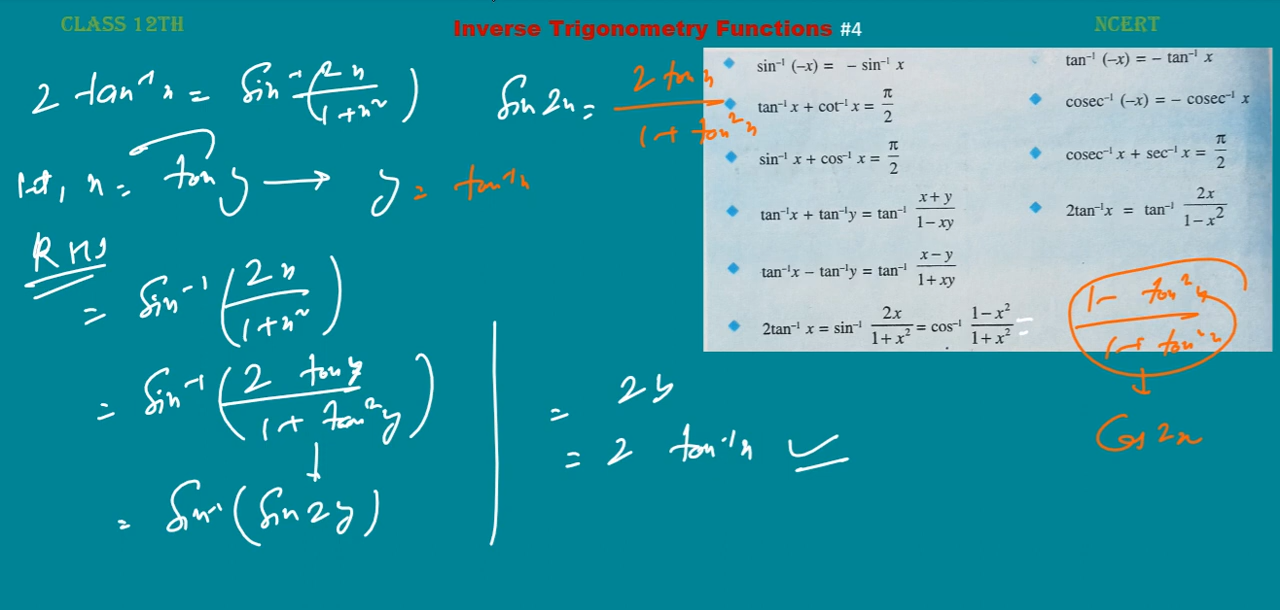 CLASS 12TH
Inverse Trigonometry Functions #4
NCERT
2 tan⁻¹ x = Sin⁻¹ (2x / 1+x²)
Sin 2x = 2 tan x / 1+ tan² x
let, x = tan y → y = tan⁻¹x
RHS
= Sin⁻¹ (2x / 1+x²)
= Sin⁻¹ (2 tan y / 1+ tan² y)
↓
= Sin⁻¹ (Sin 2y)
= 2y
= 2 tan⁻¹x ✓
sin⁻¹ (–x) = – sin⁻¹ x
tan⁻¹ x + cot⁻¹ x = π/2
sin⁻¹ x + cos⁻¹ x = π/2
tan⁻¹x + tan⁻¹y = tan⁻¹ x+y / 1–xy
tan⁻¹x – tan⁻¹y = tan⁻¹ x–y / 1+xy
2tan⁻¹ x = sin⁻¹ 2x / 1+x² = cos⁻¹ 1–x² / 1+x² =
tan⁻¹ (–x) = – tan⁻¹ x
cosec⁻¹ (–x) = – cosec⁻¹ x
cosec⁻¹ x + sec⁻¹ x = π/2
2tan⁻¹x = tan⁻¹ 2x / 1–x²
1- tan² x / 1+ tan² x
↓
Cos 2x